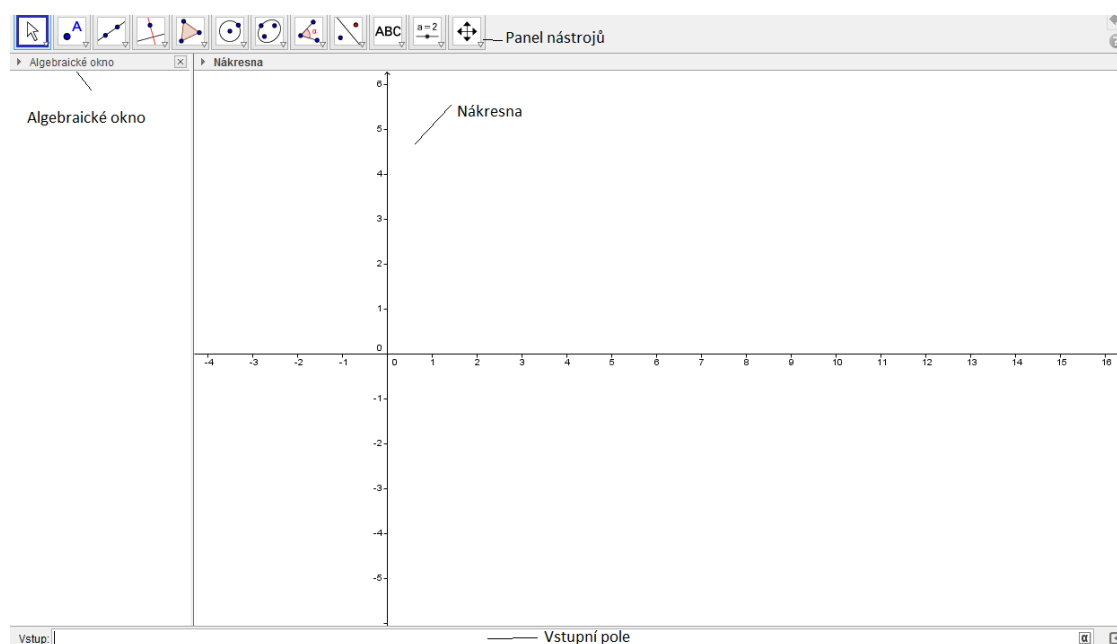 A
α
ABC
a=2
Panel nástrojů
Algebraické okno
Nákresna
Algebraické okno
Nákresna
6
5
4
3
2
1
0
-4 -3 -2 -1 0 1 2 3 4 5 6 7 8 9 10 11 12 13 14 15 16
-1
-2
-3
-4
-5
Vstup:
Vstupní pole
α